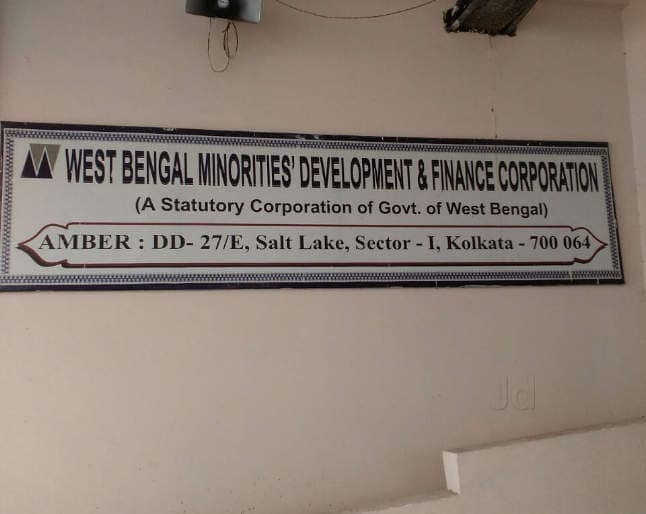 WEST BENGAL MINORITIES' DEVELOPMENT & FINANCE CORPORATION
(A Statutory Corporation of Govt. of West Bengal)
AMBER : DD- 27/E, Salt Lake, Sector - I, Kolkata - 700 064
Jd